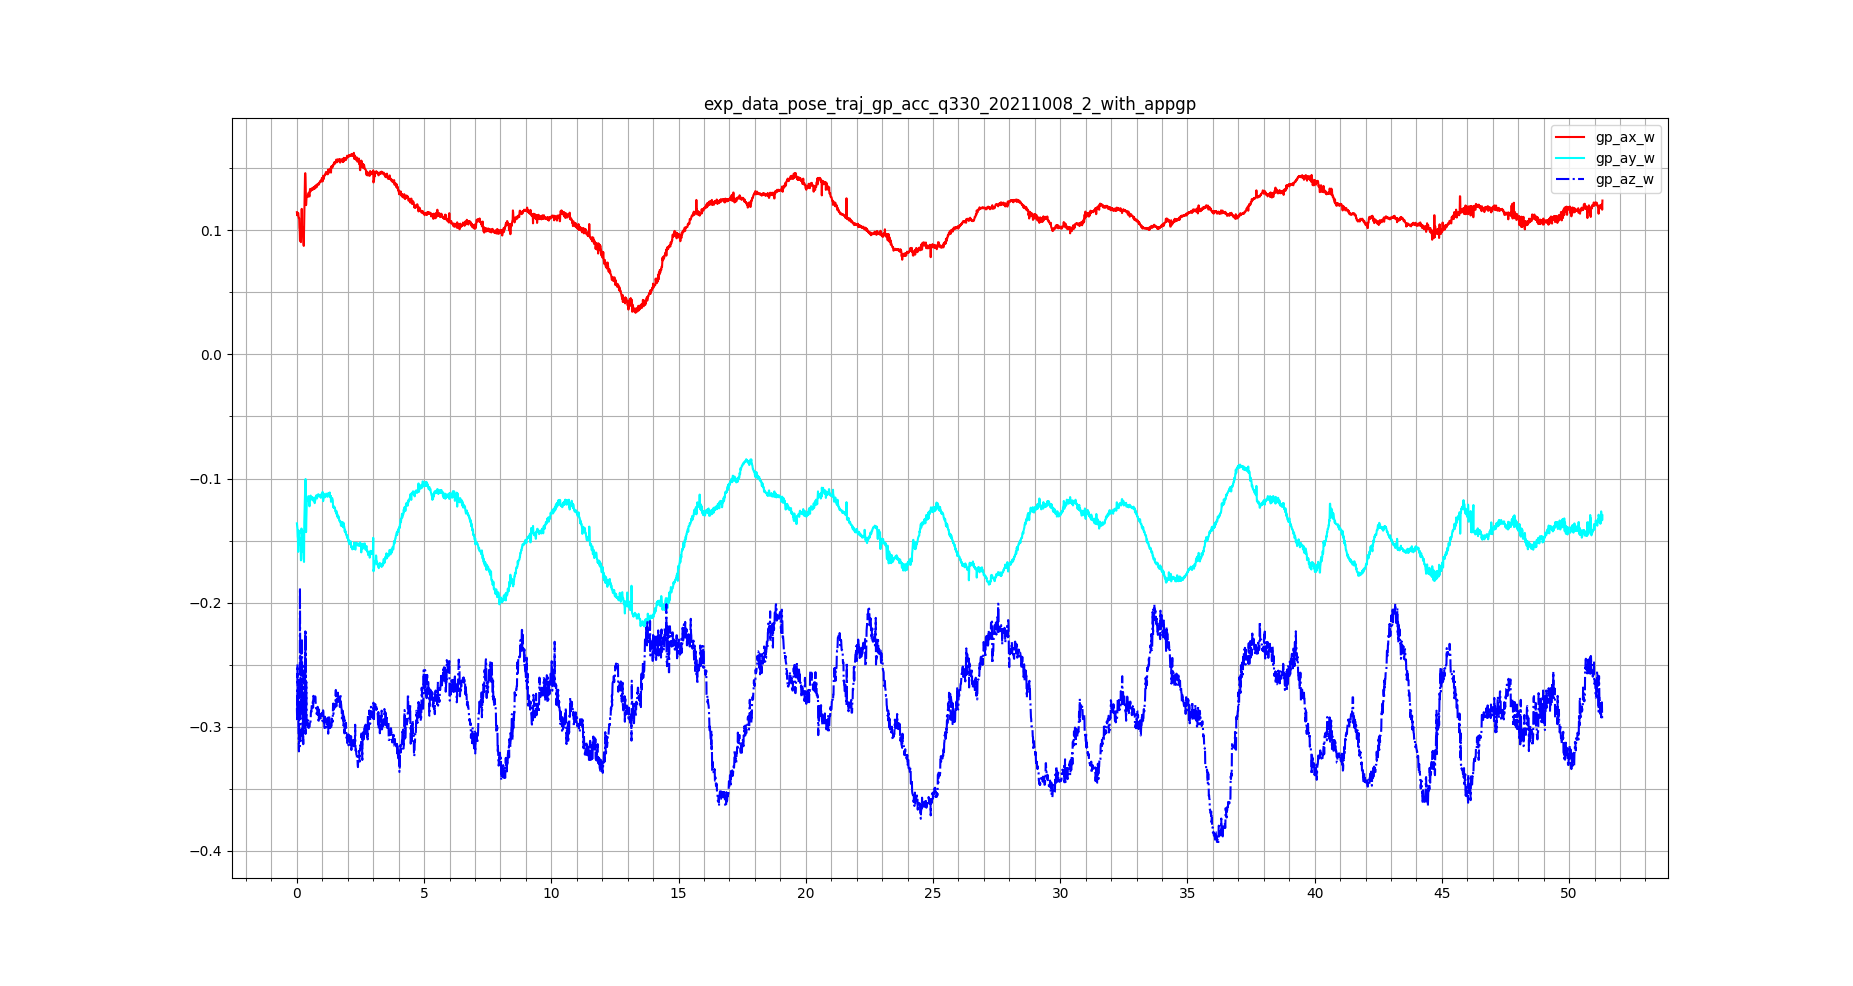 exp_data_pose_traj_gp_acc_q330_20211008_2_with_appgp
gp_ax_w
gp_ay_w
gp_az_w
0.1
0.0
−0.1
−0.2
−0.3
−0.4
0 5 10 15 20 25 30 35 40 45 50